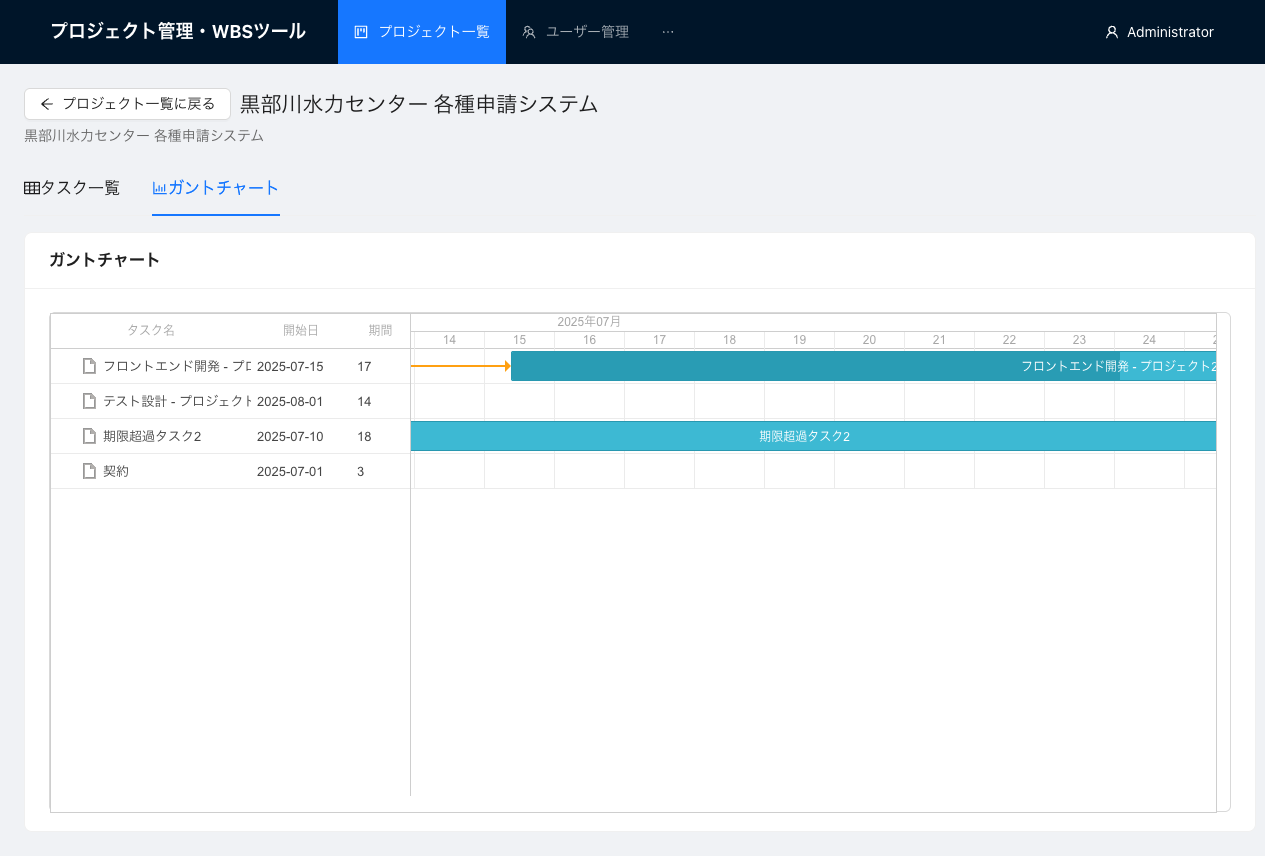 プロジェクト管理・WBSツール プロジェクト一覧 ユーザー管理 ··· Administrator
プロジェクト一覧に戻る 黒部川水力センター 各種申請システム
黒部川水力センター 各種申請システム
タスク一覧 ガントチャート
ガントチャート
タスク名 開始日 期間 2025年07月
14 15 16 17 18 19 20 21 22 23 24
フロントエンド開発 - プロ 2025-07-15 17 フロントエンド開発 - プロジェクト2
テスト設計 - プロジェクト 2025-08-01 14
期限超過タスク2 2025-07-10 18 期限超過タスク2
契約 2025-07-01 3